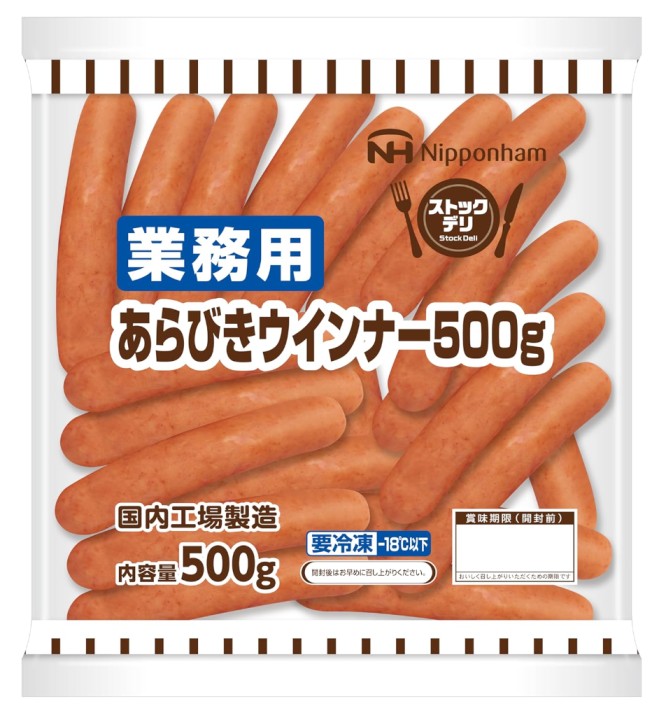 NH Nipponham
ストック
デリ
Stock Deli
業務用
あらびきウインナー500g
国内工場製造
内容量500g
要冷凍 -18℃以下
開封後はお早めに召し上がりください。
賞味期限(開封前)
おいしく召し上がりいただくための期限です